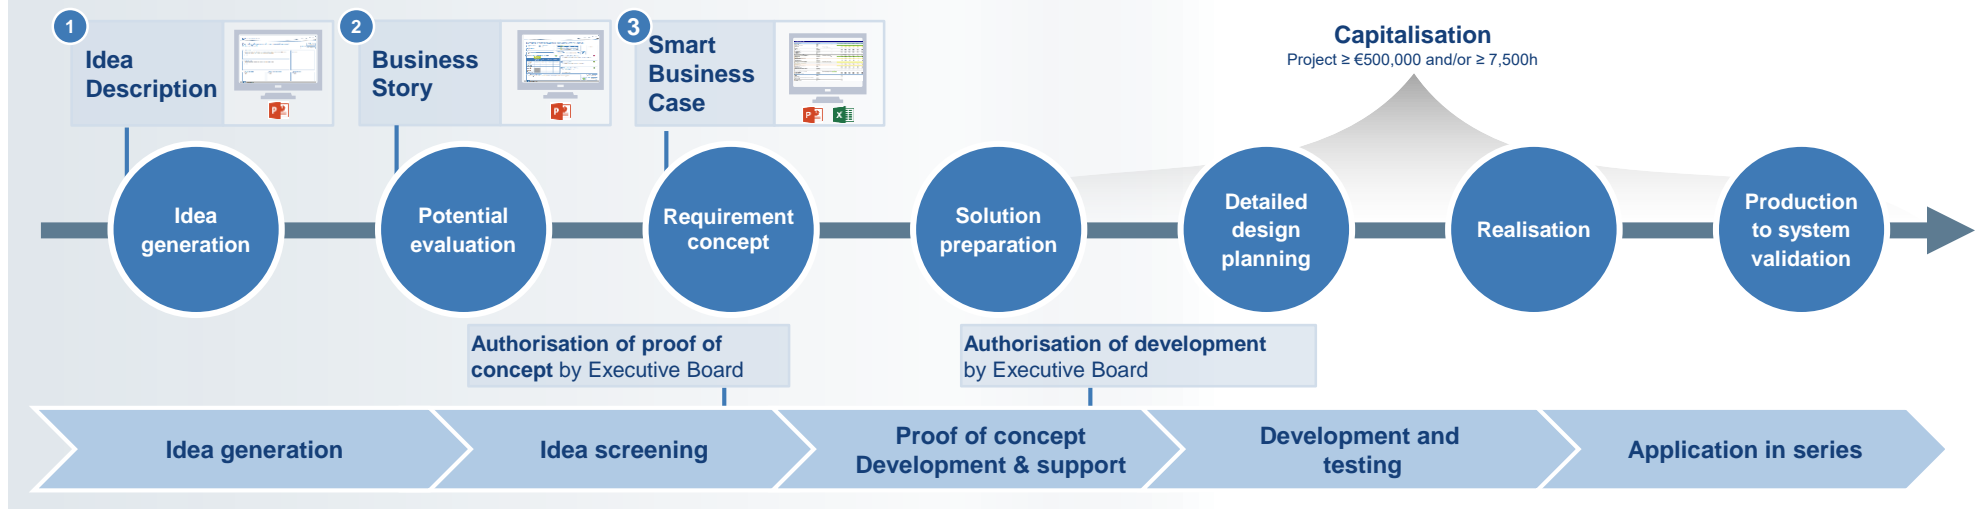 1
Idea
Description
P
2
Business
Story
P
3
Smart
Business
Case
P
X
Capitalisation
Project ≥ €500,000 and/or ≥ 7,500h
Idea
generation
Potential
evaluation
Requirement
concept
Solution
preparation
Detailed
design
planning
Realisation
Production
to system
validation
Authorisation of proof of
concept by Executive Board
Authorisation of development
by Executive Board
Idea generation
Idea screening
Proof of concept
Development & support
Development and
testing
Application in series